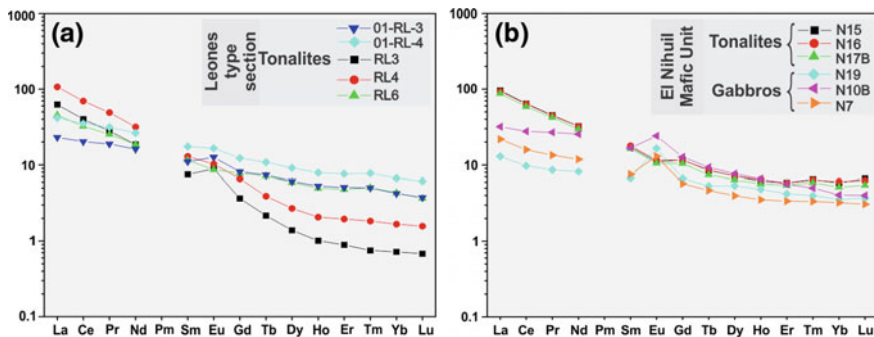 1000
100
10
1
0.1
(a)
Leones
type
section
Tonalites
01-RL-3
01-RL-4
RL3
RL4
RL6
La Ce Pr Nd Pm Sm Eu Gd Tb Dy Ho Er Tm Yb Lu
1000
100
10
1
0.1
(b)
El Nihuil
Mafic Unit
Tonalites
Gabbros
N15
N16
N17B
N19
N10B
N7
La Ce Pr Nd Pm Sm Eu Gd Tb Dy Ho Er Tm Yb Lu